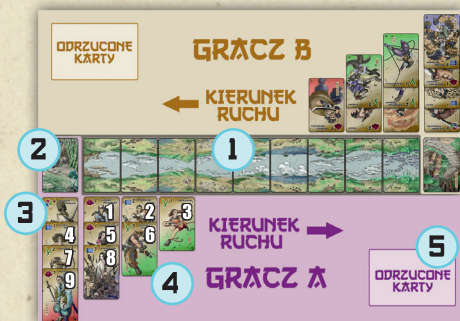 ODRZUCONE
KARTY
GRACZ B
KIERUNEK
RUCHU
2
1
3
1
2
3
4
5
6
7
8
9
KIERUNEK
RUCHU
4
GRACZ A
5
ODRZUCONE
KARTY